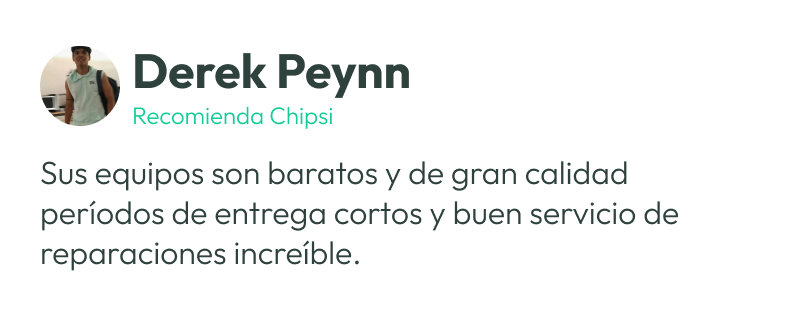 Derek Peynn
Recomienda Chipsi
Sus equipos son baratos y de gran calidad
períodos de entrega cortos y buen servicio de
reparaciones increíble.